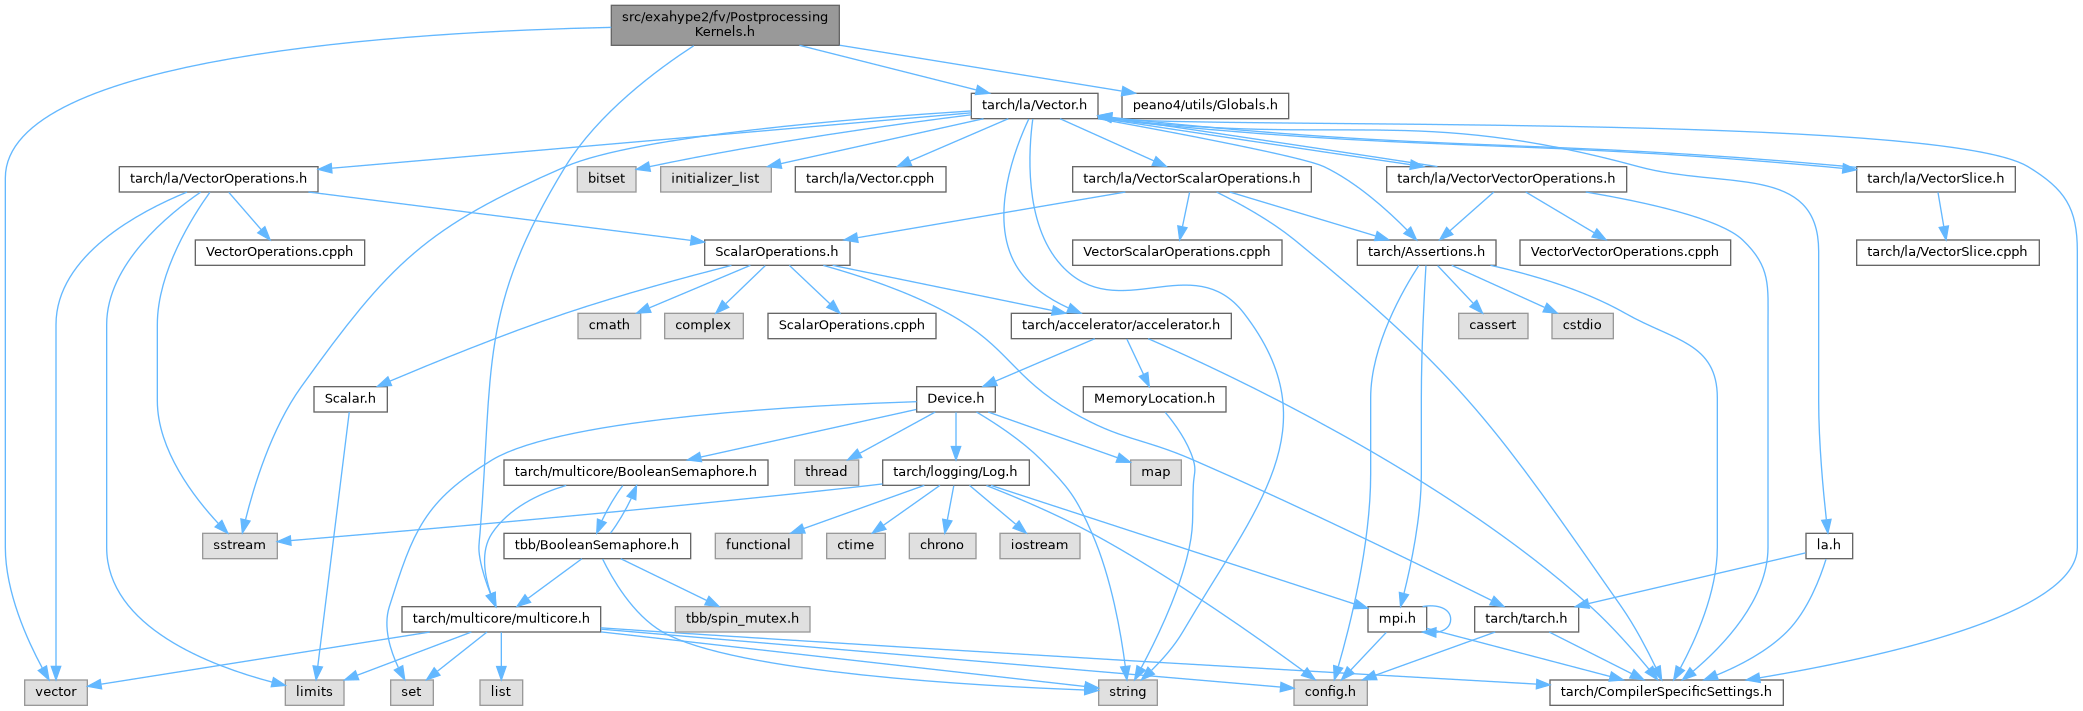 src/exahype2/fv/Postprocessing
Kernels.h
tarch/la/Vector.h
peano4/utils/Globals.h
tarch/la/VectorOperations.h
bitset
initializer_list
tarch/la/Vector.cpph
tarch/la/VectorScalarOperations.h
tarch/la/VectorVectorOperations.h
tarch/la/VectorSlice.h
VectorOperations.cpph
ScalarOperations.h
VectorScalarOperations.cpph
tarch/Assertions.h
VectorVectorOperations.cpph
tarch/la/VectorSlice.cpph
cmath
complex
ScalarOperations.cpph
tarch/accelerator/accelerator.h
cassert
cstdio
Scalar.h
Device.h
MemoryLocation.h
tarch/multicore/BooleanSemaphore.h
thread
tarch/logging/Log.h
map
sstream
tbb/BooleanSemaphore.h
functional
ctime
chrono
iostream
la.h
tarch/multicore/multicore.h
tbb/spin_mutex.h
mpi.h
tarch/tarch.h
vector
limits
set
list
string
config.h
tarch/CompilerSpecificSettings.h